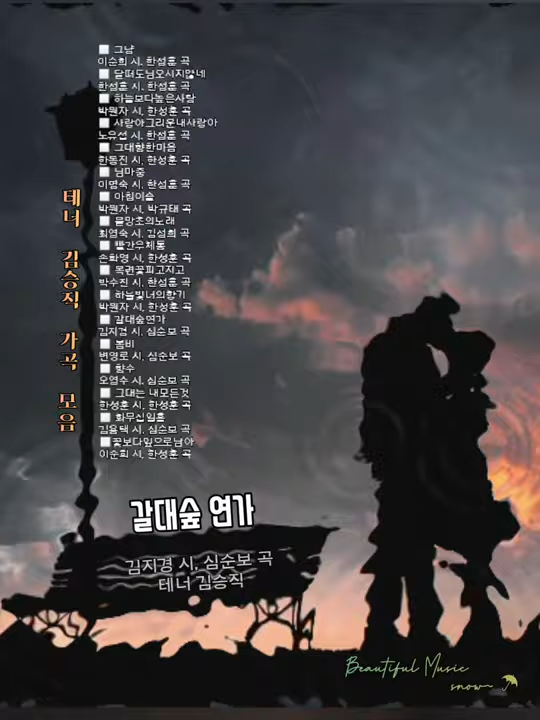 그냥
이순희 시, 한성훈 곡
달떠도님오시지않네
한성훈 시, 한성훈 곡
하늘보다높은사랑
박원자 시, 한성훈 곡
사랑아그리운내사랑아
노유섭 시, 한성훈 곡
그대향한마음
한동진 시, 한성훈 곡
님마중
이명숙 시, 한성훈 곡
아침이슬
박원자 시, 박규태 곡
물망초의노래
최영숙 시, 김성희 곡
빨간우체통
손화영 시, 한성훈 곡
목련꽃피고지고
박수진 시, 한성훈 곡
하늘빛너의향기
박원자 시, 한성훈 곡
갈대숲연가
김지경 시, 심순보 곡
봄비
변영로 시, 심순보 곡
향수
오영수 시, 심순보 곡
그대는 내모든것
한성훈 시, 한성훈 곡
화무십일홍
김용택 시, 심순보 곡
꽃보다잎으로남아
이순희 시, 한성훈 곡
테너 김승직 가곡 모음
갈대숲 연가
김지경 시, 심순보 곡
테너 김승직
Beautiful Music
snow